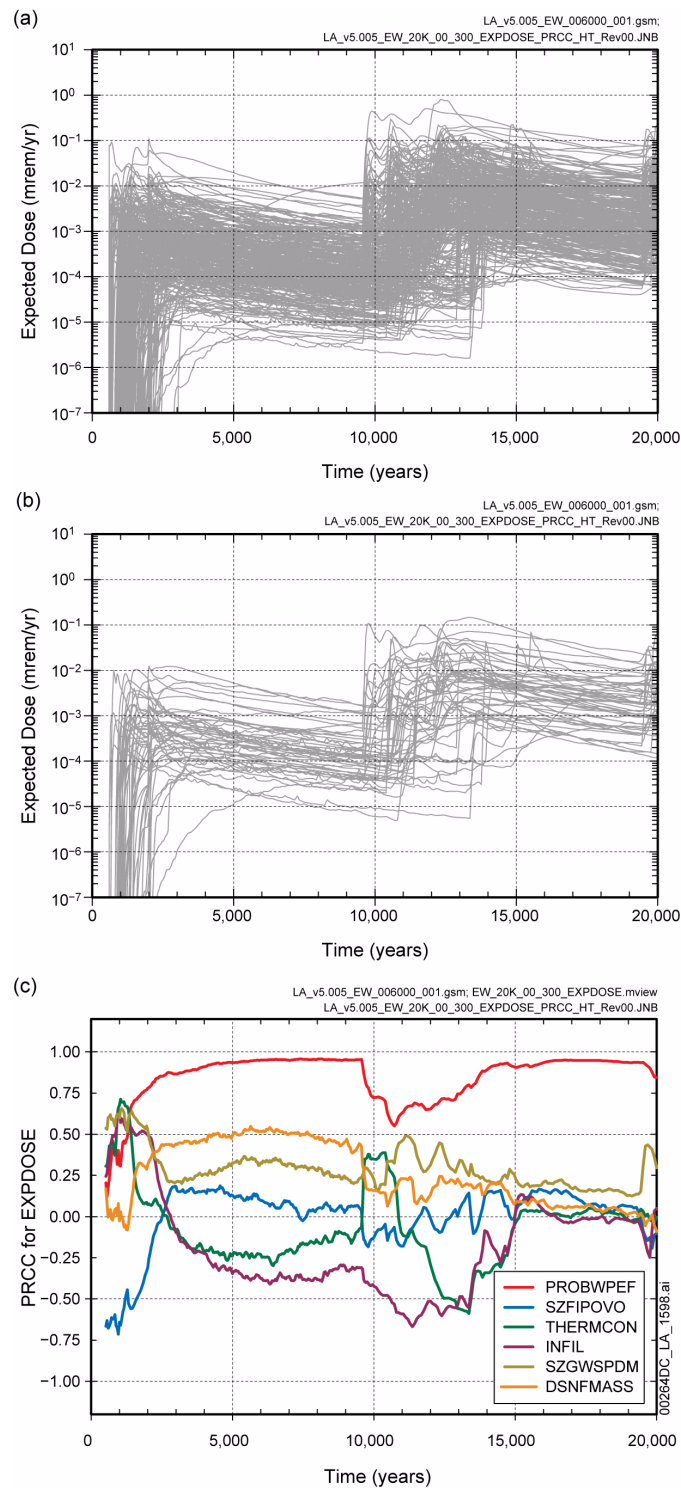 (a)
LA_v5.005_EW_006000_001.gsm;
LA_v5.005_EW_20K_00_300_EXPDOSE_PRCC_HT_Rev00.JNB
Expected Dose (mrem/yr)
10^1
10^0
10^-1
10^-2
10^-3
10^-4
10^-5
10^-6
10^-7
0 5,000 10,000 15,000 20,000
Time (years)
(b)
LA_v5.005_EW_006000_001.gsm;
LA_v5.005_EW_20K_00_300_EXPDOSE_PRCC_HT_Rev00.JNB
Expected Dose (mrem/yr)
10^1
10^0
10^-1
10^-2
10^-3
10^-4
10^-5
10^-6
10^-7
0 5,000 10,000 15,000 20,000
Time (years)
(c)
LA_v5.005_EW_006000_001.gsm; EW_20K_00_300_EXPDOSE.mview
LA_v5.005_EW_20K_00_300_EXPDOSE_PRCC_HT_Rev00.JNB
PRCC for EXPDOSE
1.00
0.75
0.50
0.25
0.00
-0.25
-0.50
-0.75
-1.00
PROBWPEF
SZFIPOVO
THERMCON
INFIL
SZGWSPDM
DSNFMASS
00264DC_LA_1598.ai
0 5,000 10,000 15,000 20,000
Time (years)